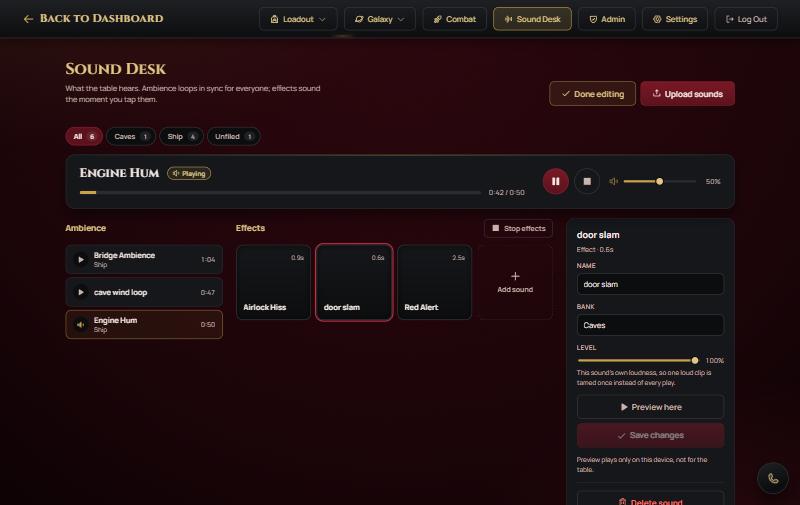 Back to Dashboard
Loadout
Galaxy
Combat
Sound Desk
Admin
Settings
Log Out
Sound Desk
What the table hears. Ambience loops in sync for everyone; effects sound
the moment you tap them.
Done editing
Upload sounds
All 6
Caves 1
Ship 4
Unfiled 1
Engine Hum
Playing
0:42 / 0:50
50%
Ambience
Bridge Ambience
Ship
1:04
cave wind loop
0:47
Engine Hum
Ship
0:50
Effects
Stop effects
0.9s
Airlock Hiss
0.6s
door slam
2.5s
Red Alert
Add sound
door slam
Effect · 0.6s
NAME
door slam
BANK
Caves
LEVEL
100%
This sound's own loudness, so one loud clip is
tamed once instead of every play.
Preview here
Save changes
Preview plays only on this device, not for the
table.
Delete sound